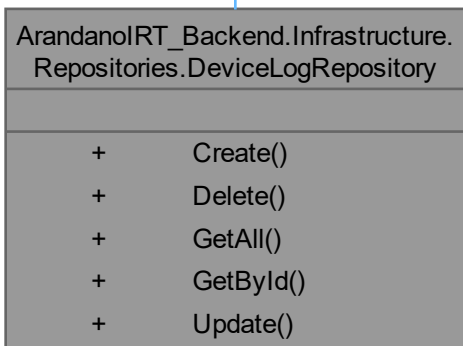 ArandanoIRT_Backend.Infrastructure.
Repositories.DeviceLogRepository
+ Create()
+ Delete()
+ GetAll()
+ GetById()
+ Update()